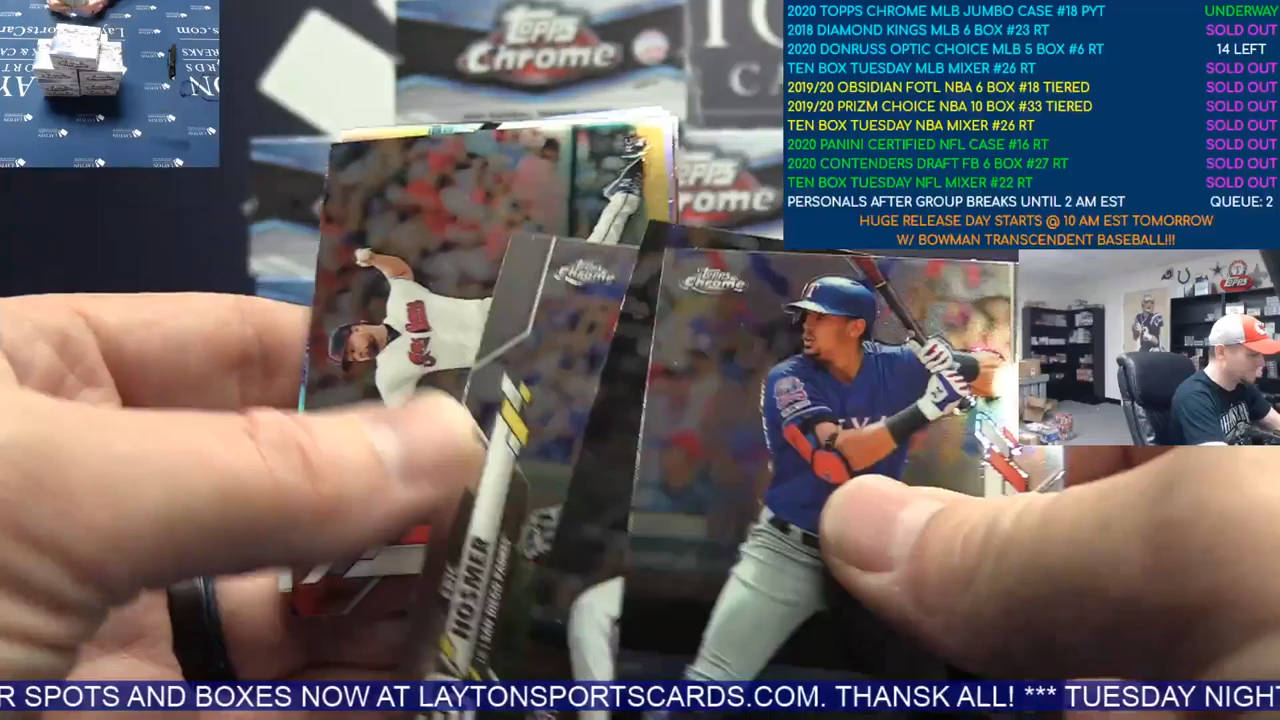 2020 TOPPS CHROME MLB JUMBO CASE #18 PYT UNDERWAY
2018 DIAMOND KINGS MLB 6 BOX #23 RT SOLD OUT
2020 DONRUSS OPTIC CHOICE MLB 5 BOX #6 RT 14 LEFT
TEN BOX TUESDAY MLB MIXER #26 RT SOLD OUT
2019/20 OBSIDIAN FOTL NBA 6 BOX #18 TIERED SOLD OUT
2019/20 PRIZM CHOICE NBA 10 BOX #33 TIERED SOLD OUT
TEN BOX TUESDAY NBA MIXER #26 RT SOLD OUT
2020 PANINI CERTIFIED NFL CASE #16 RT SOLD OUT
2020 CONTENDERS DRAFT FB 6 BOX #27 RT SOLD OUT
TEN BOX TUESDAY NFL MIXER #22 RT SOLD OUT
PERSONALS AFTER GROUP BREAKS UNTIL 2 AM EST QUEUE: 2
HUGE RELEASE DAY STARTS @ 10 AM EST TOMORROW
W/ BOWMAN TRANSCENDENT BASEBALL!!!
Topps
Chrome
Topps
Chrome
Topps
Chrome
ERIC
HOSMER
SAN DIEGO PADRES
R SPOTS AND BOXES NOW AT LAYTONSPORTSCARDS.COM. THANSK ALL! *** TUESDAY NIGHT